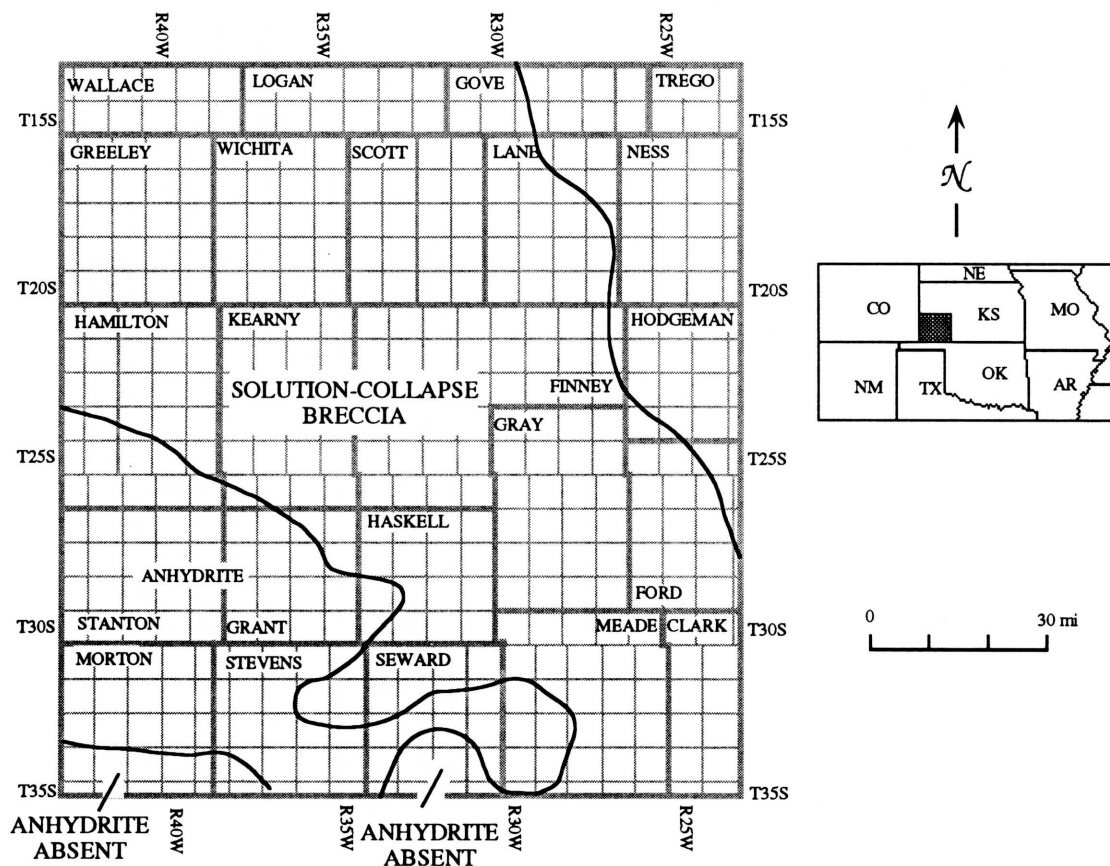 R40W
R35W
R30W
R25W
WALLACE
LOGAN
GOVE
TREGO
T15S
T15S
GREELEY
WICHITA
SCOTT
LANE
NESS
N
NE
CO
KS
MO
NM
TX
OK
AR
T20S
T20S
HAMILTON
KEARNY
HODGEMAN
SOLUTION-COLLAPSE
BRECCIA
FINNEY
GRAY
T25S
T25S
HASKELL
ANHYDRITE
FORD
0
30 mi
T30S
STANTON
GRANT
MEADE
CLARK
T30S
MORTON
STEVENS
SEWARD
T35S
T35S
R40W
R35W
R30W
R25W
ANHYDRITE
ABSENT
ANHYDRITE
ABSENT